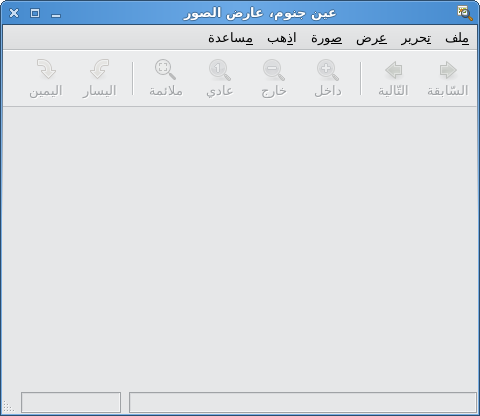 عين جنوم، عارض الصور
ملف تحرير عرض صورة اذهب مساعدة
السّابقة التّالية داخل خارج عادي ملائمة اليسار اليمين